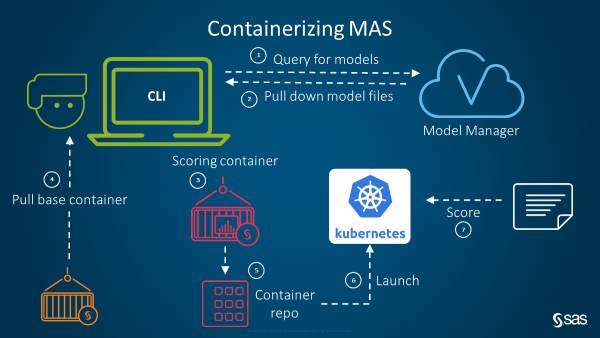 Containerizing MAS
1 Query for models
CLI
2 Pull down model files
Model Manager
Scoring container
3
4
Pull base container
kubernetes
Score
7
5
Container
repo
6 Launch
sas